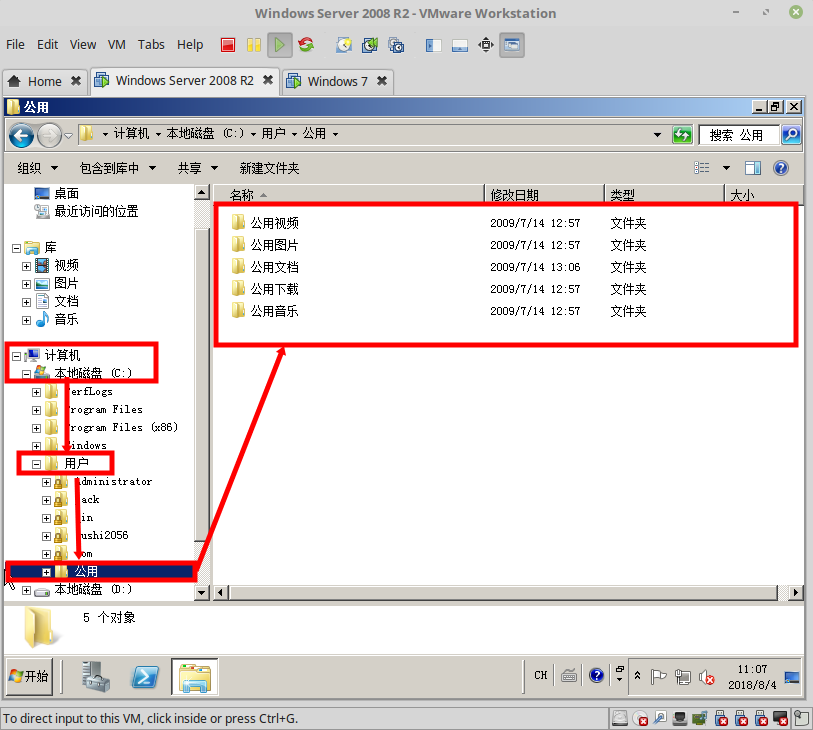 Windows Server 2008 R2 - VMware Workstation
File Edit View VM Tabs Help
Home Windows Server 2008 R2 Windows 7
公用
计算机 本地磁盘 (C:) 用户 公用 搜索 公用
组织 包含到库中 共享 新建文件夹
桌面
最近访问的位置
库
视频
图片
文档
音乐
计算机
本地磁盘 (C:)
erfLogs
rogram Files
rogram Files (x86)
indows
用户
dministrator
ack
in
ushi2056
om
公用
本地磁盘 (D:)
名称 修改日期 类型 大小
公用视频 2009/7/14 12:57 文件夹
公用图片 2009/7/14 12:57 文件夹
公用文档 2009/7/14 13:06 文件夹
公用下载 2009/7/14 12:57 文件夹
公用音乐 2009/7/14 12:57 文件夹
5 个对象
开始 CH 11:07
2018/8/4
To direct input to this VM, click inside or press Ctrl+G.